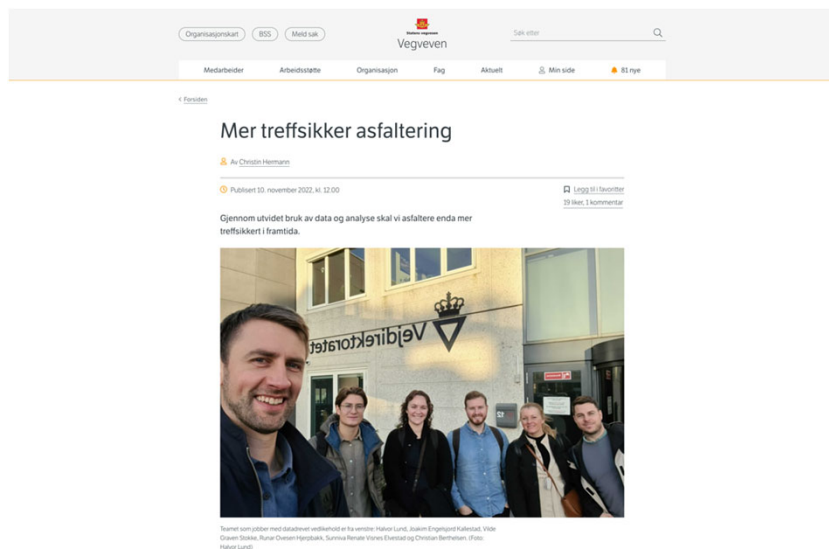 Organisasjonskart BSS Meld sak
Statens vegvesen
Vegveven
Søk etter
Medarbeider Arbeidsstøtte Organisasjon Fag Aktuelt Min side 81 nye
< Forsiden
Mer treffsikker asfaltering
Av Christin Hermann
Publisert 10. november 2022, kl. 12:00
Legg til i favoritter
19 liker, 1 kommentar
Gjennom utvidet bruk av data og analyse skal vi asfaltere enda mer
treffsikkert i framtida.
Vejdirektoratet
12
Teamet som jobber med datadrevet vedlikehold er fra venstre: Halvor Lund, Joakim Engelsjord Kallestad, Vilde
Graven Stokke, Runar Ovesen Hjerpbakk, Sunniva Renate Visnes Elvestad og Christian Berthelsen. (Foto:
Halvor Lund)